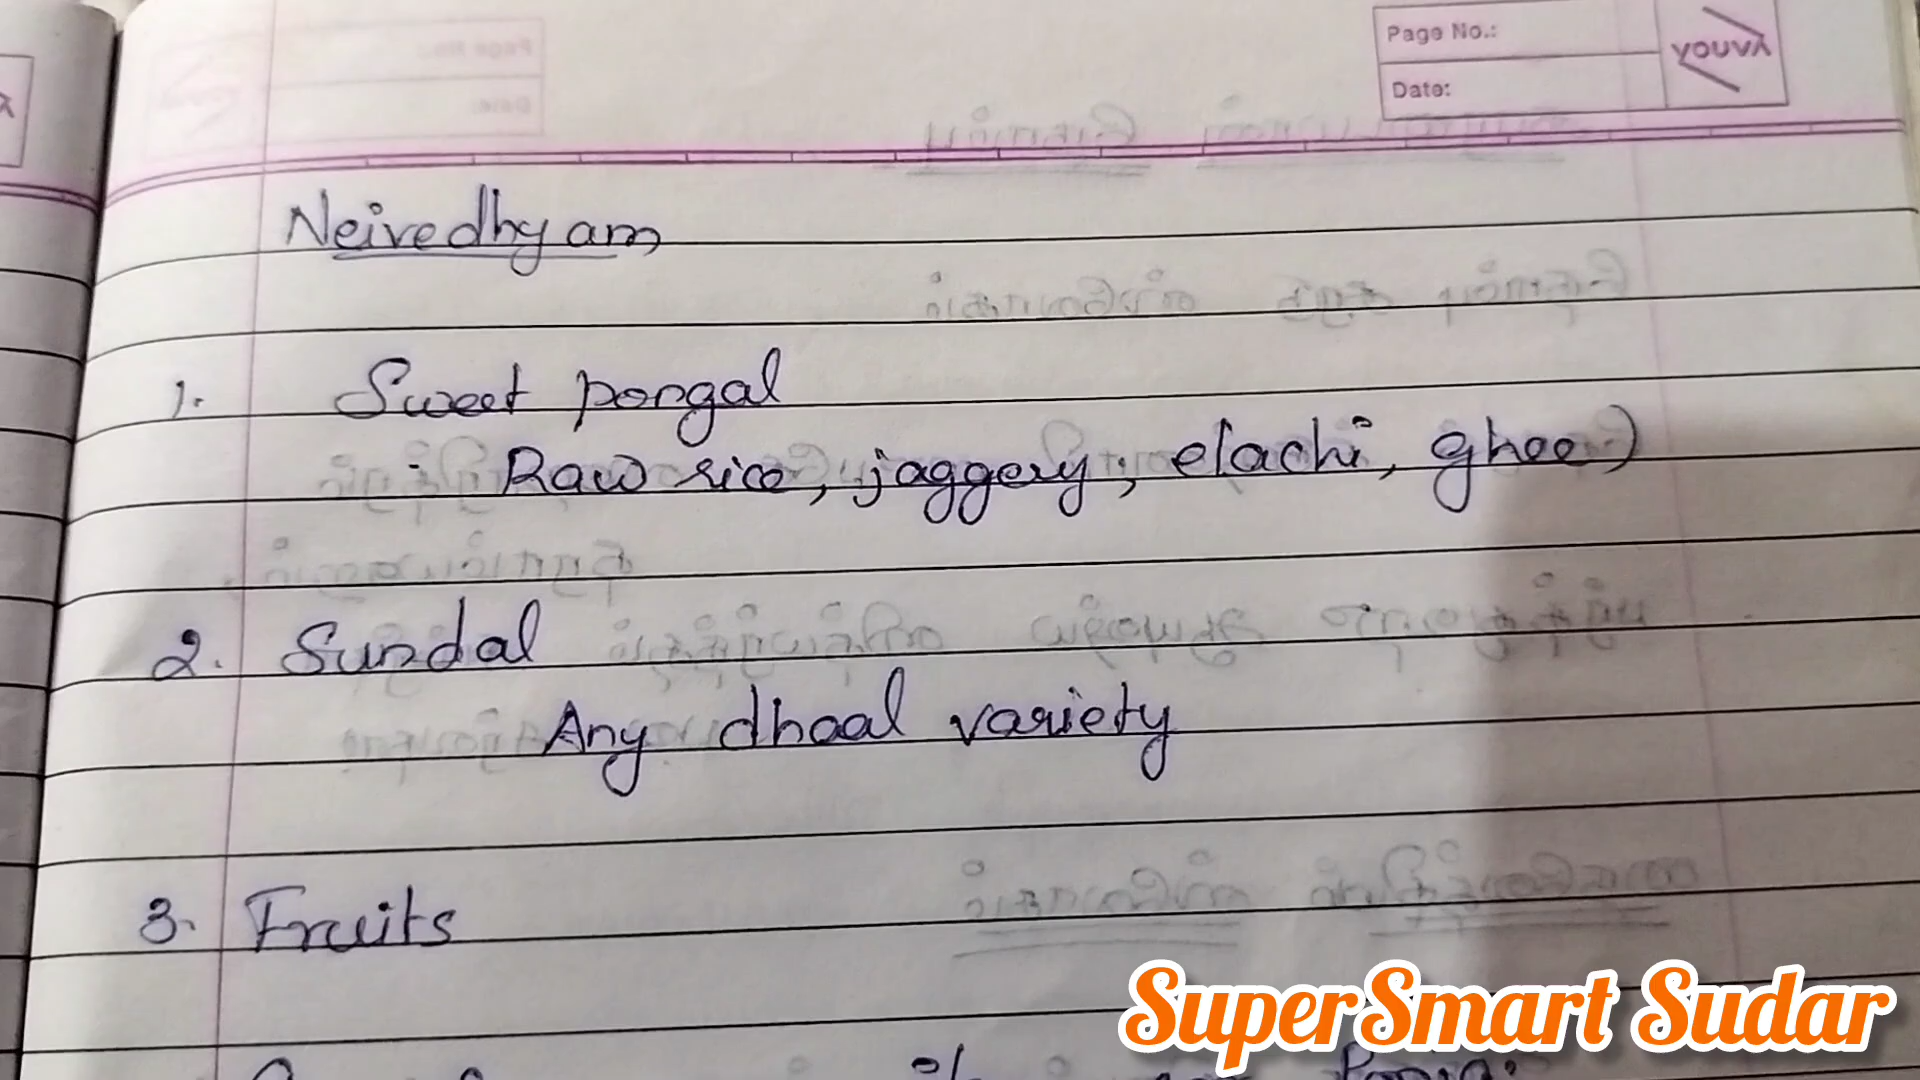 Page No.:
Date:
YOUVA
Neivedhyam
1. Sweet pongal
Raw rice, jaggery, elachi, ghee)
2. Sundal
Any dhaal variety
3. Fruits
SuperSmart Sudar